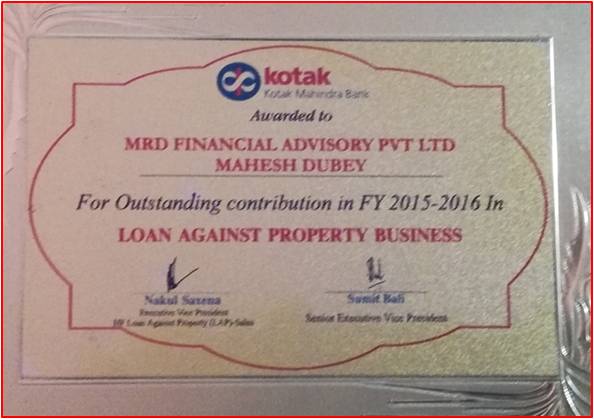 kotak
Kotak Mahindra Bank
Awarded to
MRD FINANCIAL ADVISORY PVT LTD
MAHESH DUBEY
For Outstanding contribution in FY 2015-2016 In
LOAN AGAINST PROPERTY BUSINESS
Nakul Saxena
Executive Vice President
HF Loan Against Property (LAP)-Sales
Sumit Bali
Senior Executive Vice President